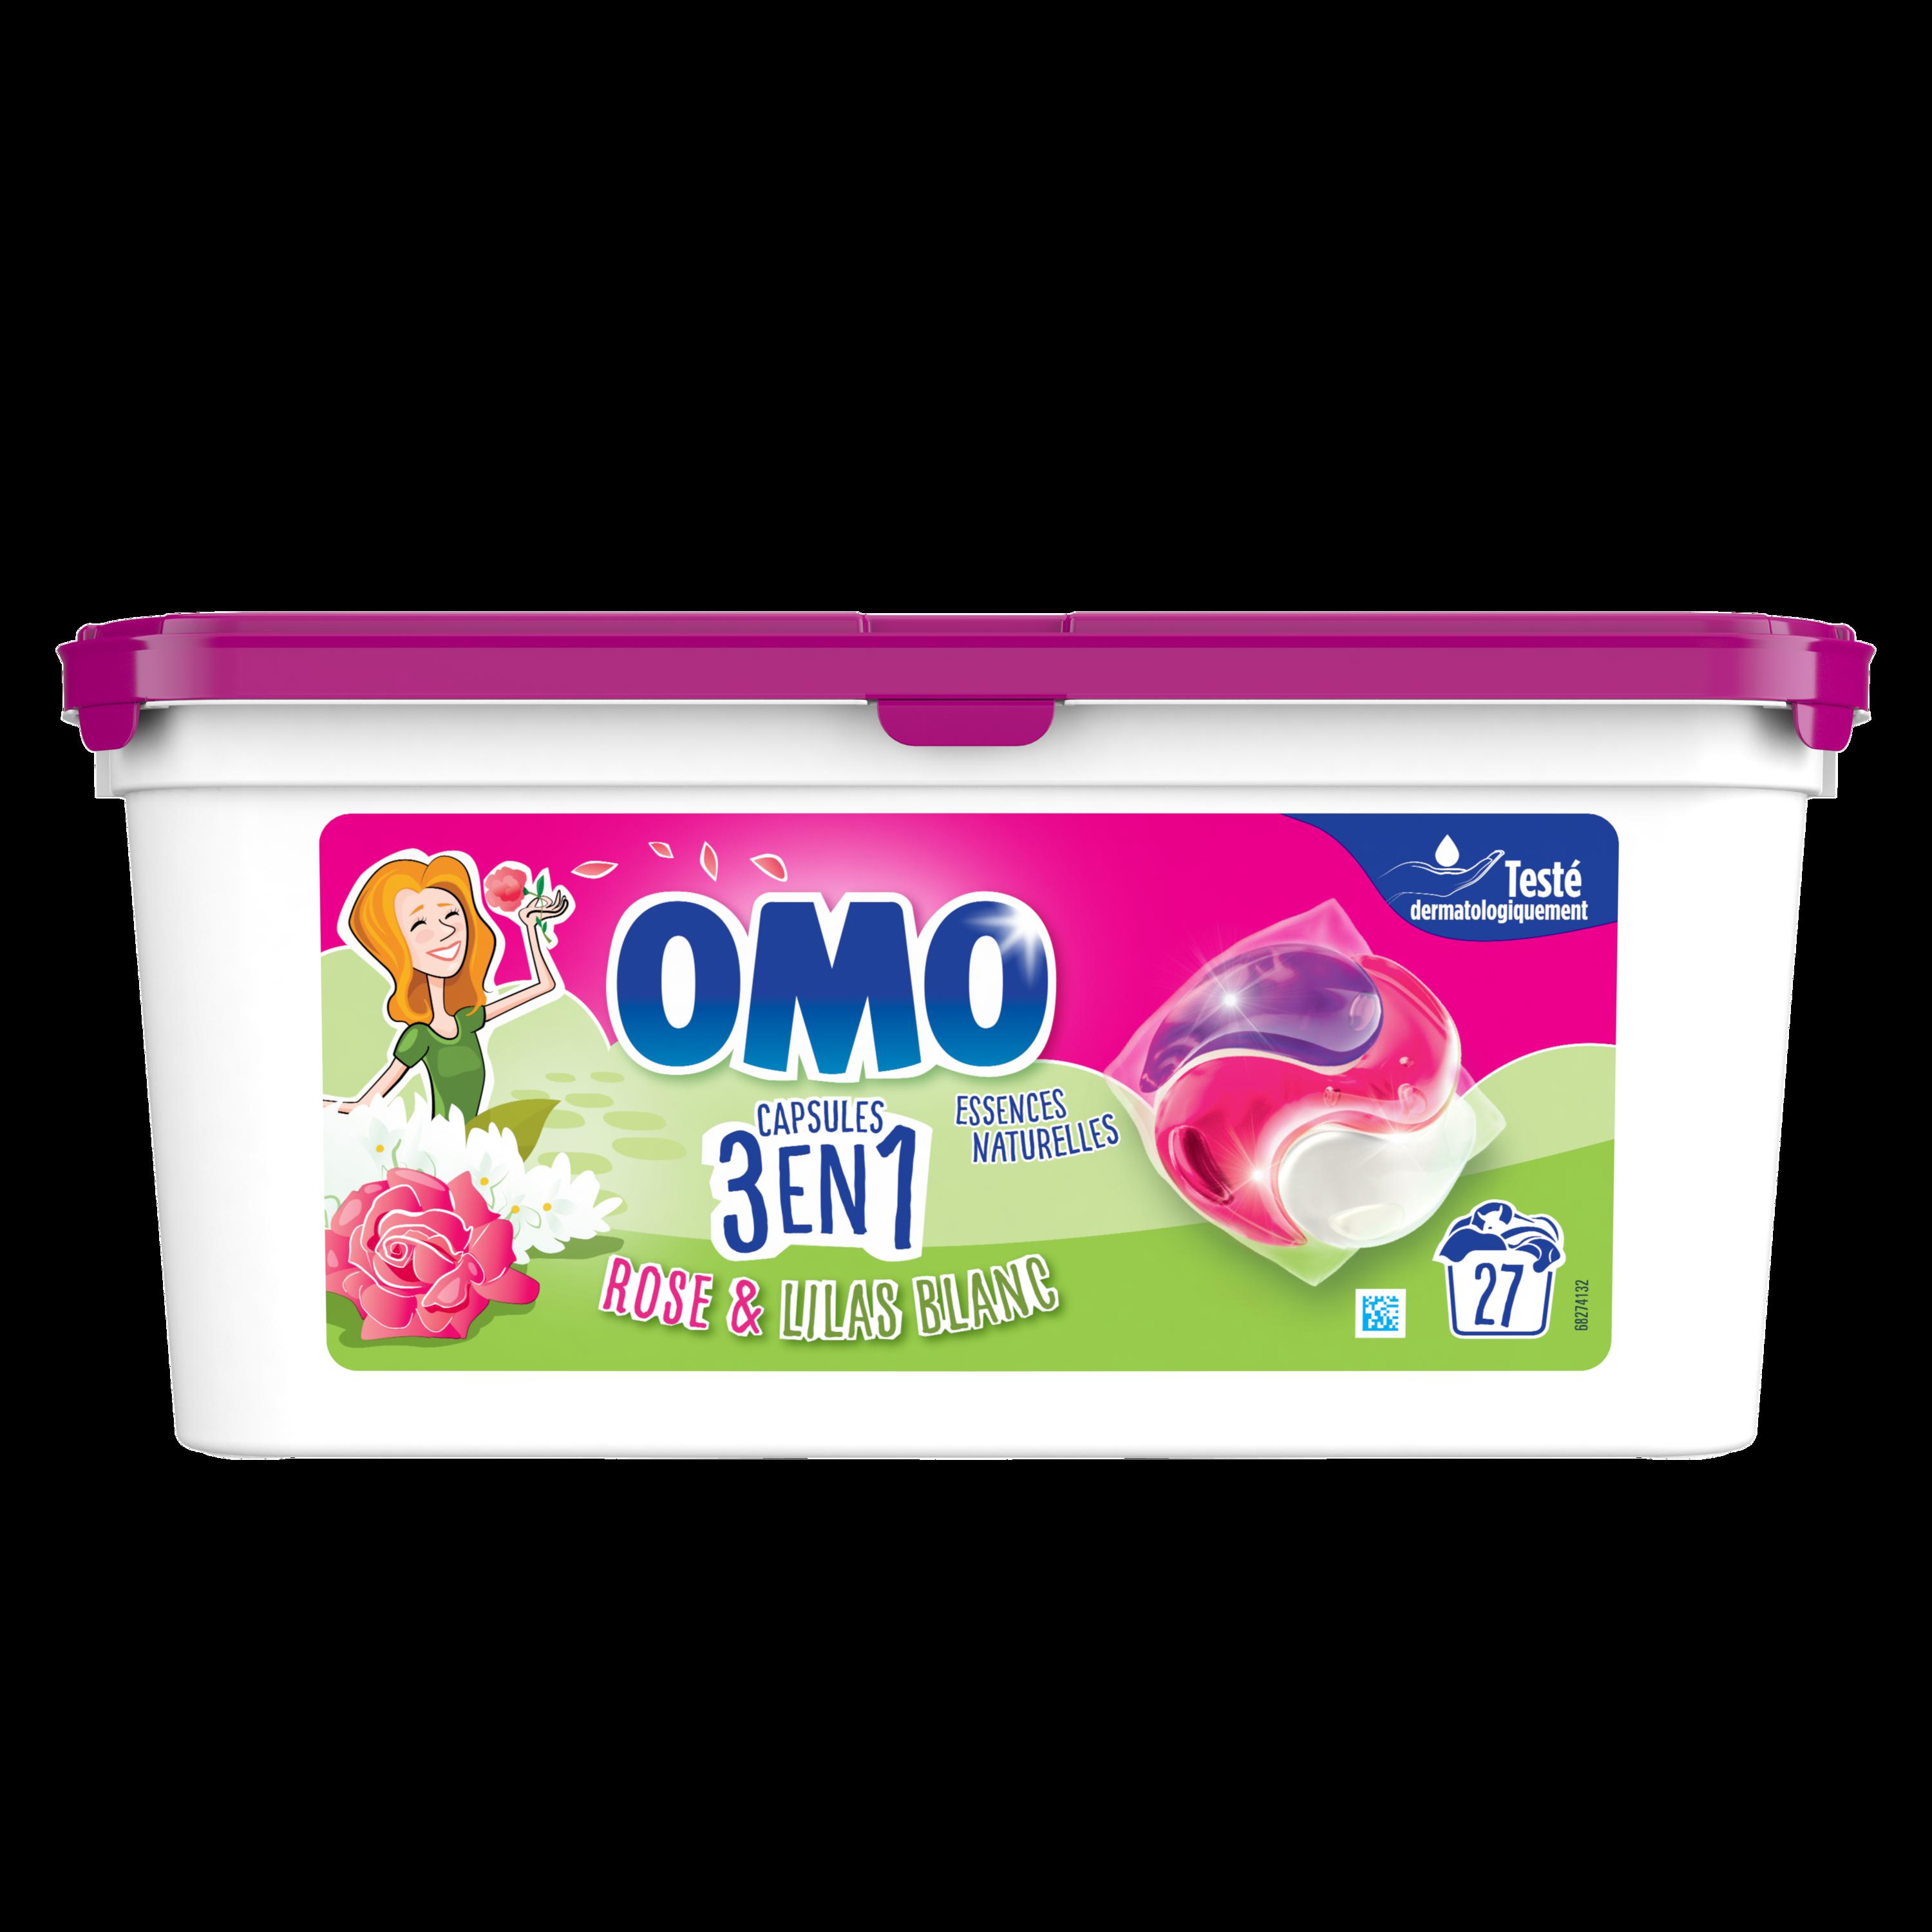 Testé
dermatologiquement
OMO
CAPSULES
3EN1
ESSENCES
NATURELLES
ROSE & LILAS BLANC
27
68274132